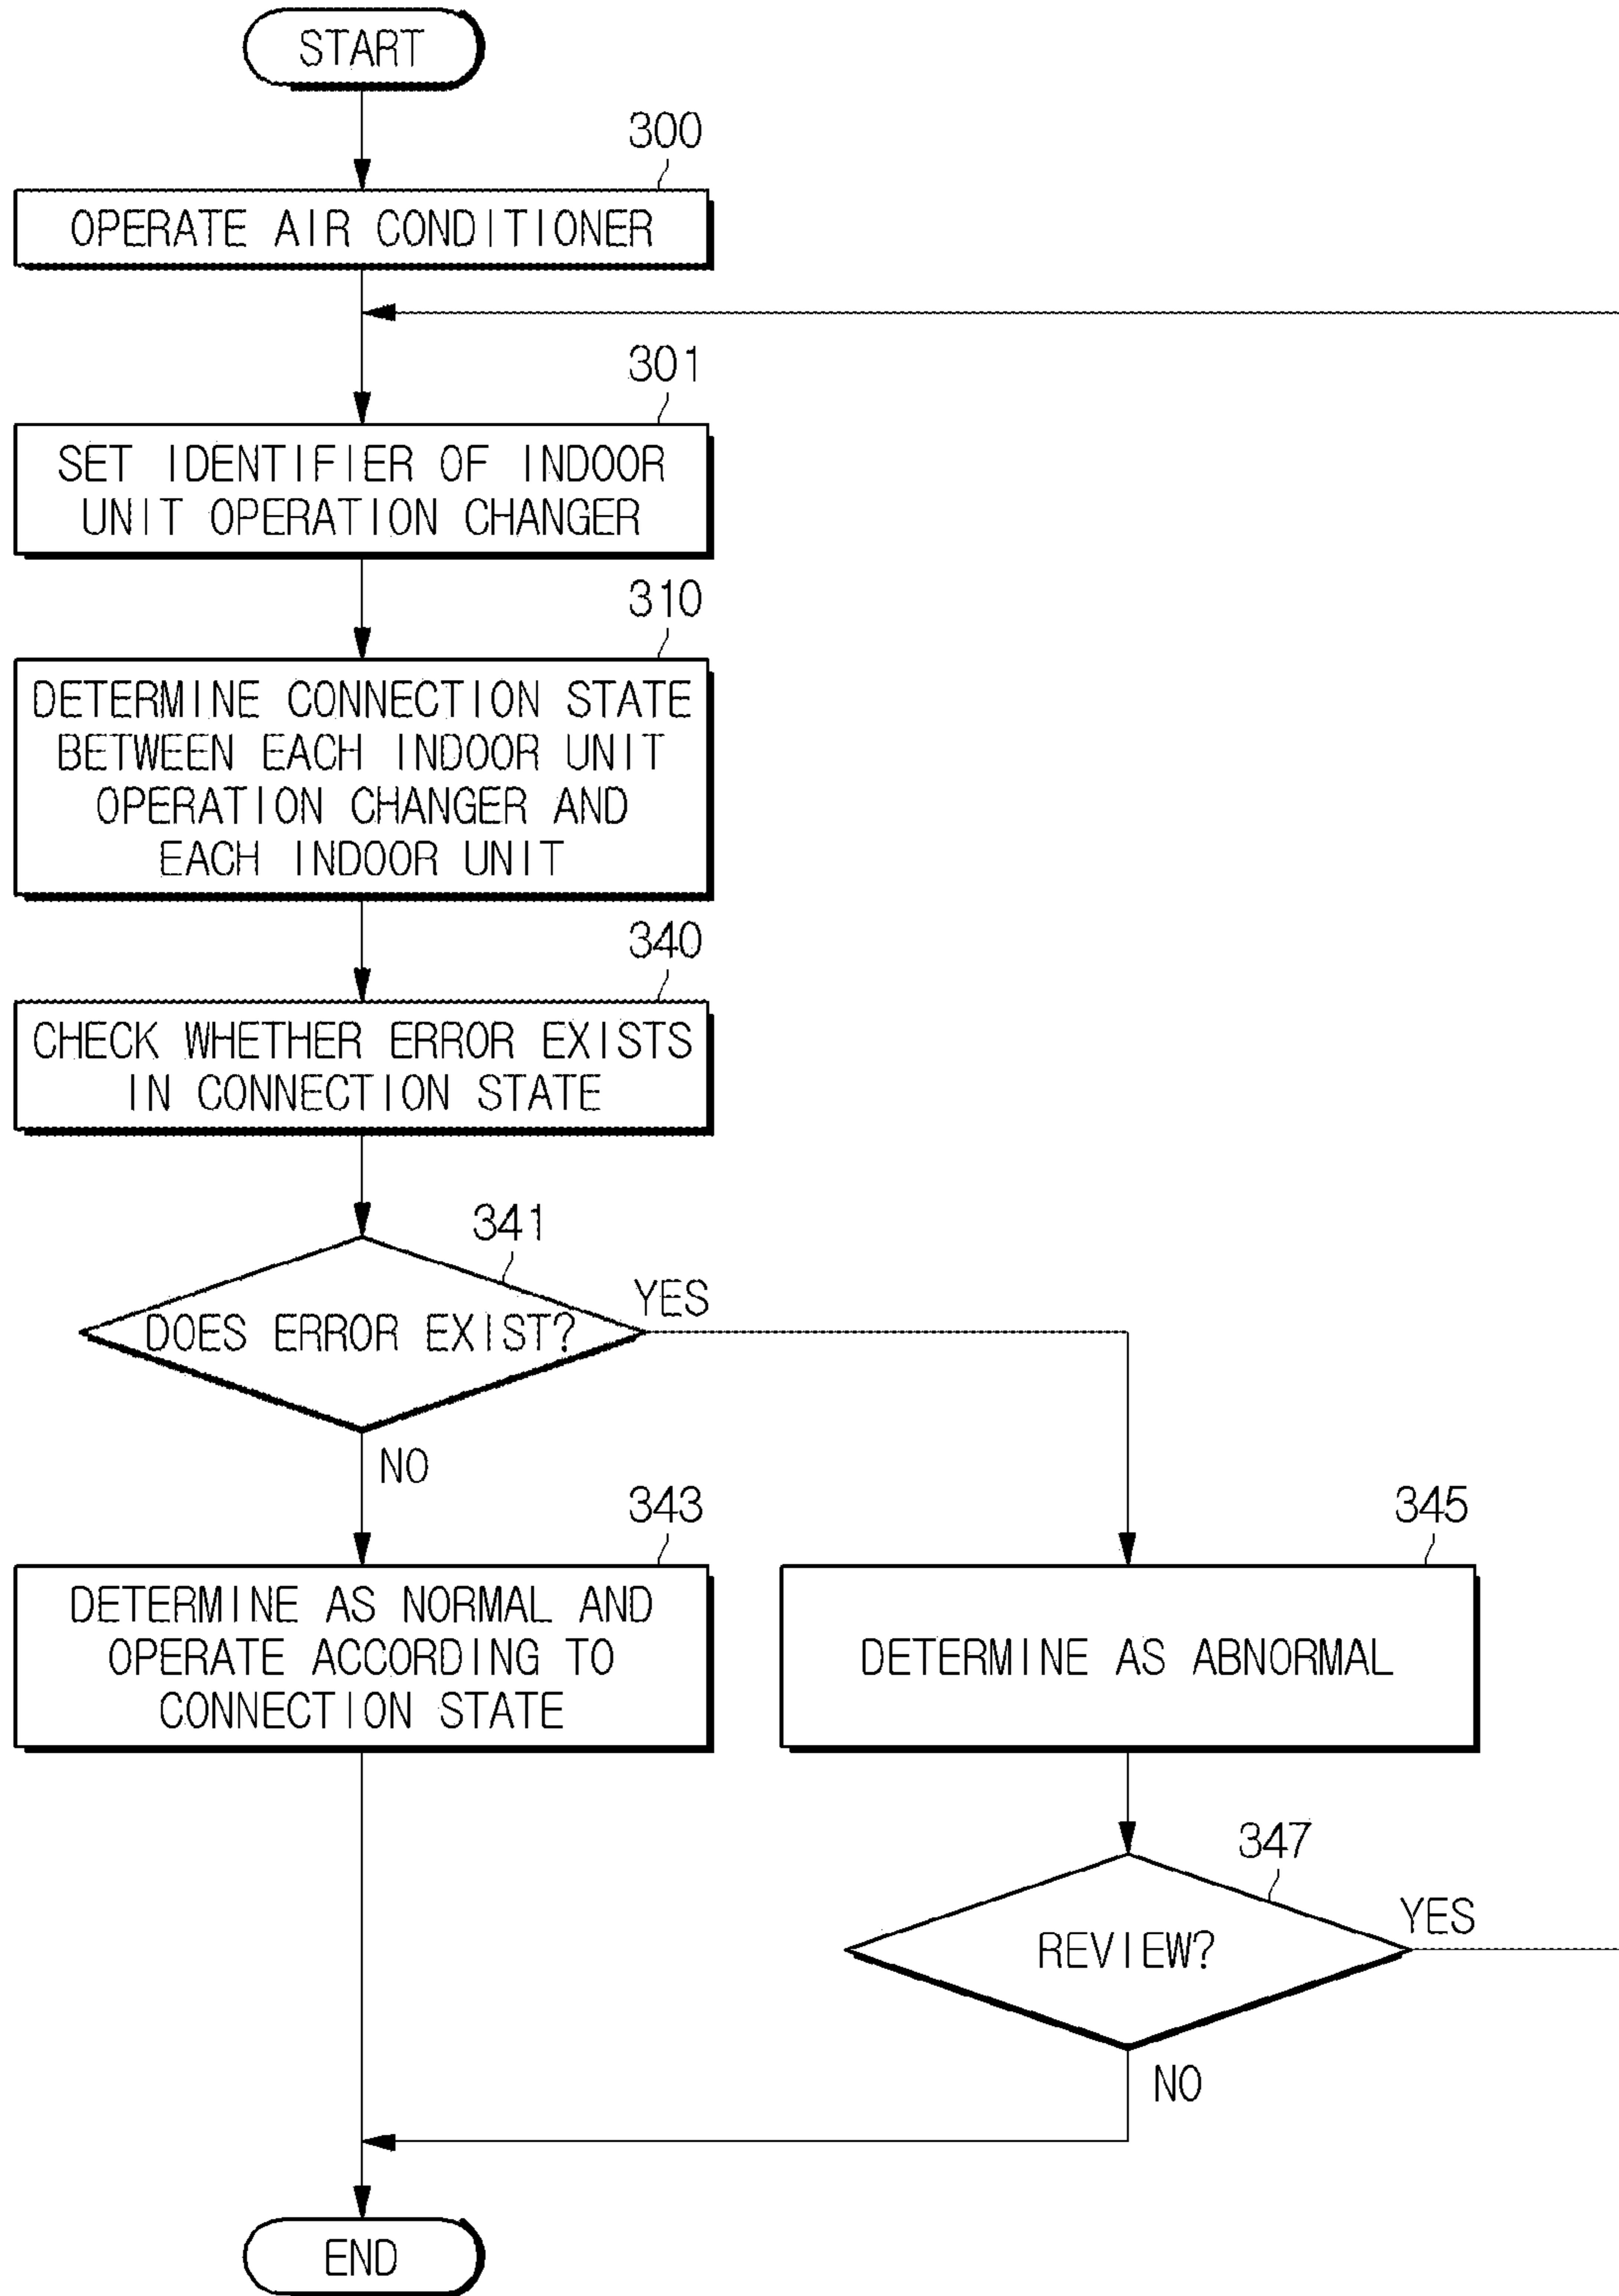 START
300
OPERATE AIR CONDITIONER
301
SET IDENTIFIER OF INDOOR
UNIT OPERATION CHANGER
310
DETERMINE CONNECTION STATE
BETWEEN EACH INDOOR UNIT
OPERATION CHANGER AND
EACH INDOOR UNIT
340
CHECK WHETHER ERROR EXISTS
IN CONNECTION STATE
341
DOES ERROR EXIST?
YES
NO
343
DETERMINE AS NORMAL AND
OPERATE ACCORDING TO
CONNECTION STATE
345
DETERMINE AS ABNORMAL
347
REVIEW?
YES
NO
END